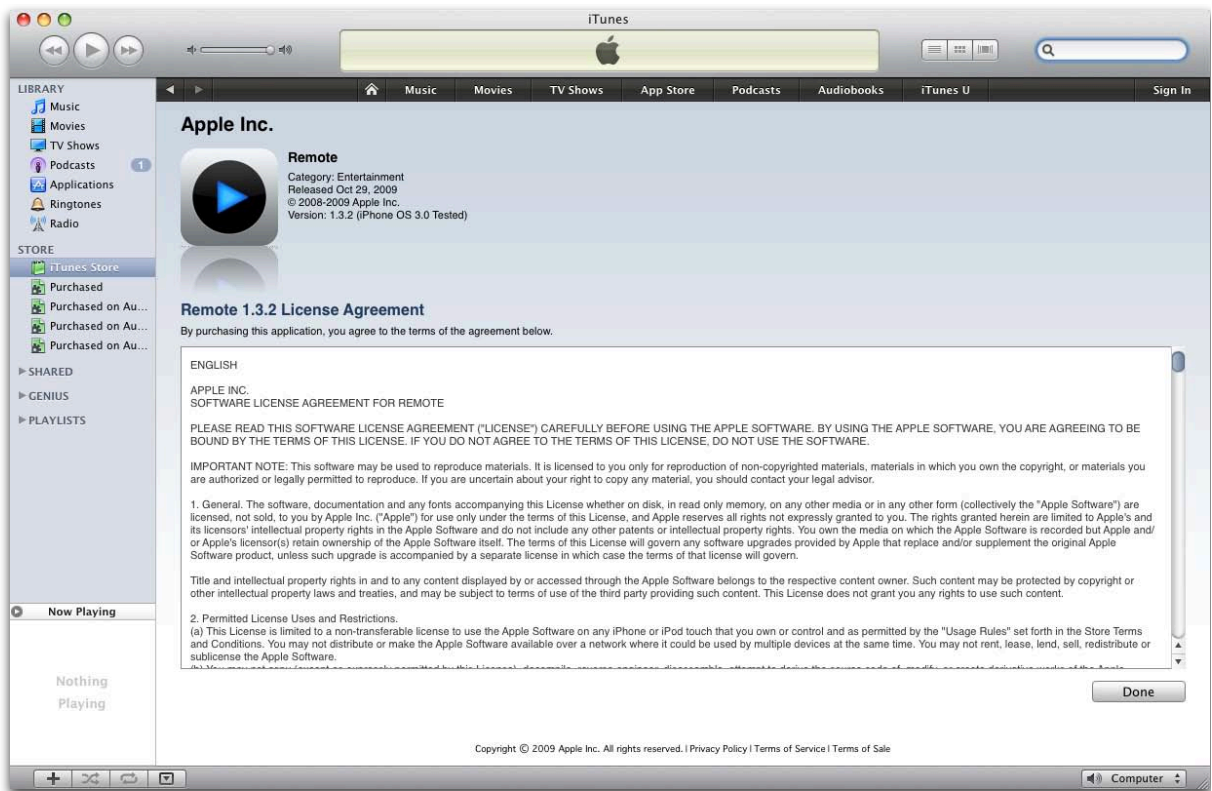 iTunes
LIBRARY
Music
Movies
TV Shows
Podcasts 1
Applications
Ringtones
Radio
STORE
iTunes Store
Purchased
Purchased on Au...
Purchased on Au...
Purchased on Au...
SHARED
GENIUS
PLAYLISTS
Now Playing
Nothing
Playing
Music Movies TV Shows App Store Podcasts Audiobooks iTunes U Sign In
Apple Inc.
Remote
Category: Entertainment
Released Oct 29, 2009
© 2008-2009 Apple Inc.
Version: 1.3.2 (iPhone OS 3.0 Tested)
Remote 1.3.2 License Agreement
By purchasing this application, you agree to the terms of the agreement below.
ENGLISH
APPLE INC.
SOFTWARE LICENSE AGREEMENT FOR REMOTE
PLEASE READ THIS SOFTWARE LICENSE AGREEMENT ("LICENSE") CAREFULLY BEFORE USING THE APPLE SOFTWARE. BY USING THE APPLE SOFTWARE, YOU ARE AGREEING TO BE
BOUND BY THE TERMS OF THIS LICENSE. IF YOU DO NOT AGREE TO THE TERMS OF THIS LICENSE, DO NOT USE THE SOFTWARE.
IMPORTANT NOTE: This software may be used to reproduce materials. It is licensed to you only for reproduction of non-copyrighted materials, materials in which you own the copyright, or materials you
are authorized or legally permitted to reproduce. If you are uncertain about your right to copy any material, you should contact your legal advisor.
1. General. The software, documentation and any fonts accompanying this License whether on disk, in read only memory, on any other media or in any other form (collectively the "Apple Software") are
licensed, not sold, to you by Apple Inc. ("Apple") for use only under the terms of this License, and Apple reserves all rights not expressly granted to you. The rights granted herein are limited to Apple's and
its licensors' intellectual property rights in the Apple Software and do not include any other patents or intellectual property rights. You own the media on which the Apple Software is recorded but Apple and/
or Apple's licensor(s) retain ownership of the Apple Software itself. The terms of this License will govern any software upgrades provided by Apple that replace and/or supplement the original Apple
Software product, unless such upgrade is accompanied by a separate license in which case the terms of that license will govern.
Title and intellectual property rights in and to any content displayed by or accessed through the Apple Software belongs to the respective content owner. Such content may be protected by copyright or
other intellectual property laws and treaties, and may be subject to terms of use of the third party providing such content. This License does not grant you any rights to use such content.
2. Permitted License Uses and Restrictions.
(a) This License is limited to a non-transferable license to use the Apple Software on any iPhone or iPod touch that you own or control and as permitted by the "Usage Rules" set forth in the Store Terms
and Conditions. You may not distribute or make the Apple Software available over a network where it could be used by multiple devices at the same time. You may not rent, lease, lend, sell, redistribute or
sublicense the Apple Software.
Done
Copyright © 2009 Apple Inc. All rights reserved. | Privacy Policy | Terms of Service | Terms of Sale
Computer